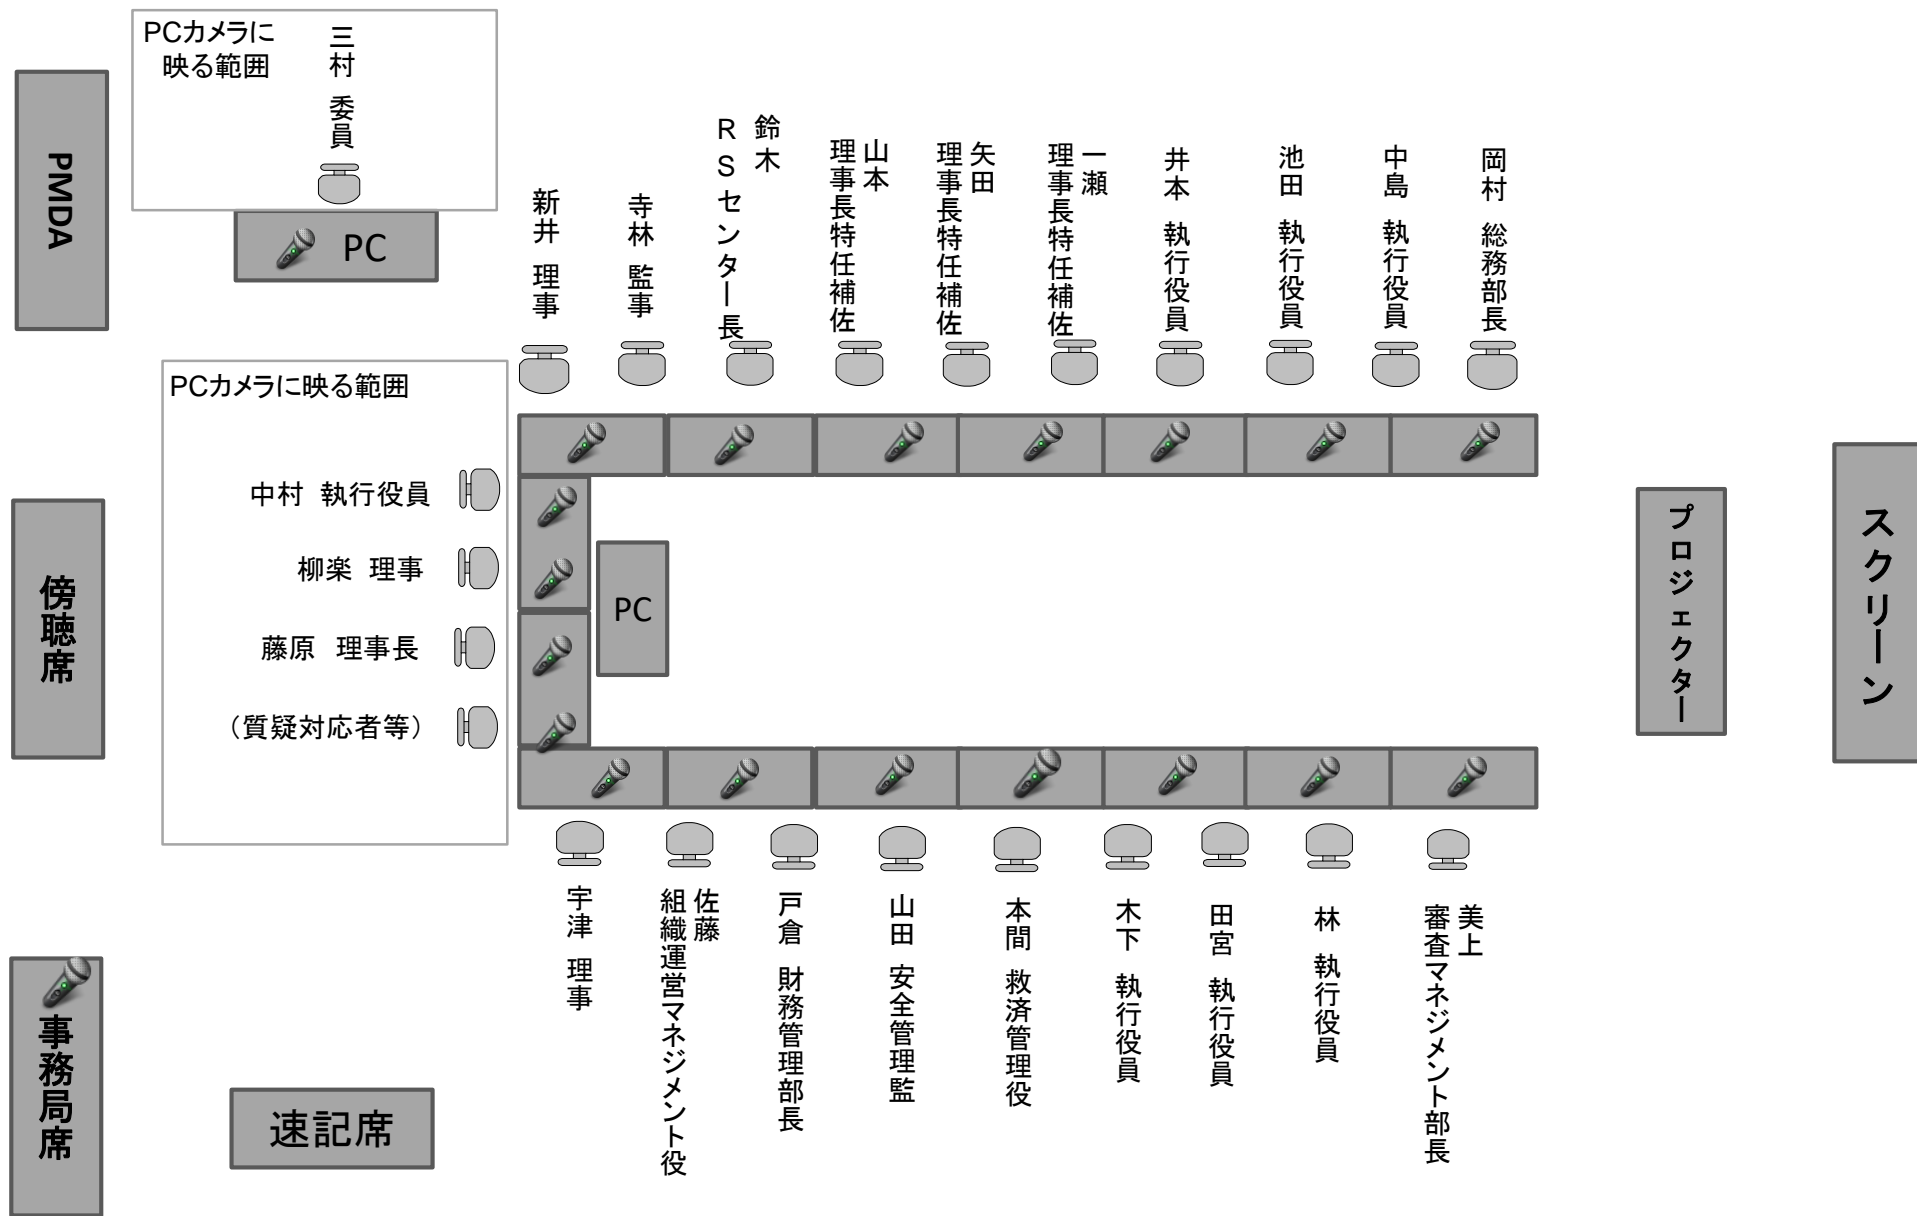 PCカメラに
映る範囲
三村 委員
PMDA
PC
新井 理事
寺林 監事
鈴木
RSセンター長
山本
理事長特任補佐
矢田
理事長特任補佐
一瀬
理事長特任補佐
井本 執行役員
池田 執行役員
中島 執行役員
岡村 総務部長
PCカメラに映る範囲
中村 執行役員
柳楽 理事
藤原 理事長
（質疑対応者等）
PC
傍聴席
プロジェクター
スクリーン
宇津 理事
佐藤
組織運営マネジメント役
戸倉 財務管理部長
山田 安全管理監
本間 救済管理役
木下 執行役員
田宮 執行役員
林 執行役員
美上
審査マネジメント部長
事務局席
速記席